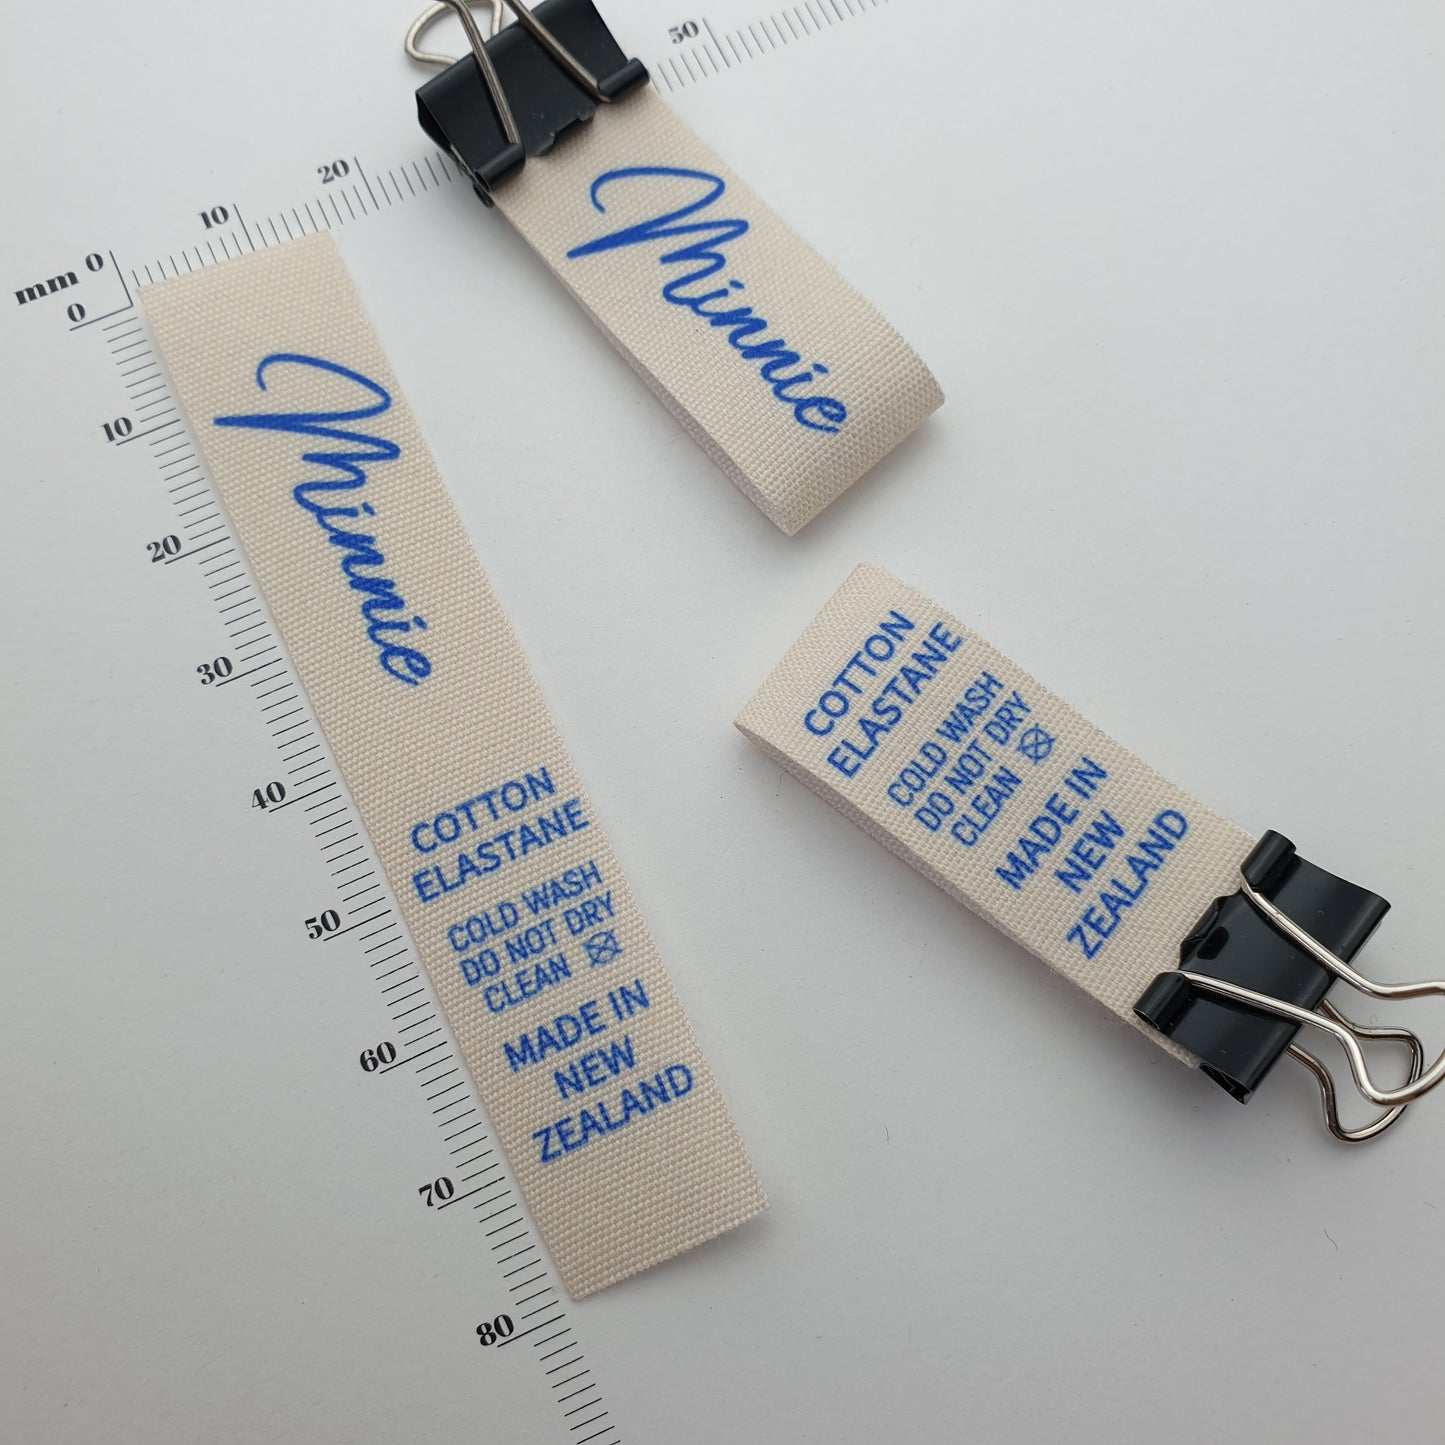 50
20
10
mm 0
0
10
20
30
40
50
60
70
80
Minnie
COTTON
ELASTANE
COLD WASH
DO NOT DRY
CLEAN
MADE IN
NEW
ZEALAND
Minnie
COTTON
ELASTANE
COLD WASH
DO NOT DRY
CLEAN
MADE IN
NEW
ZEALAND